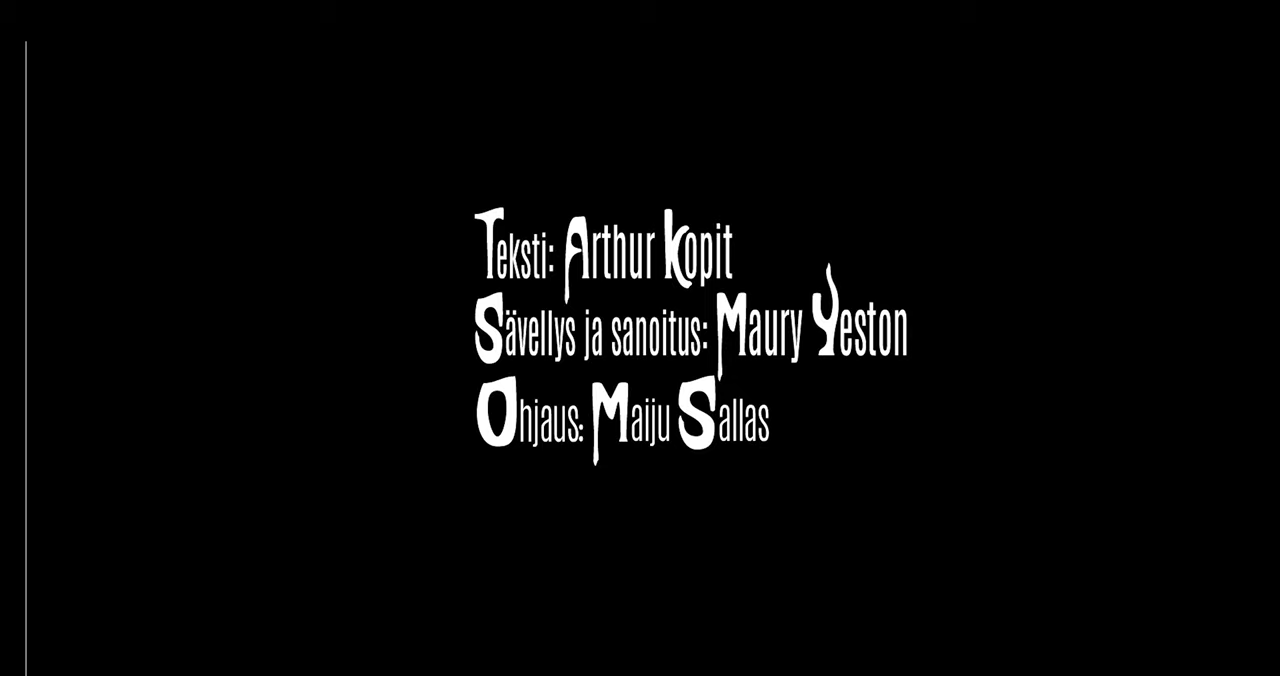 Teksti: Arthur Kopit
Sävellys ja sanoitus: Maury Yeston
Ohjaus: Maiju Sallas